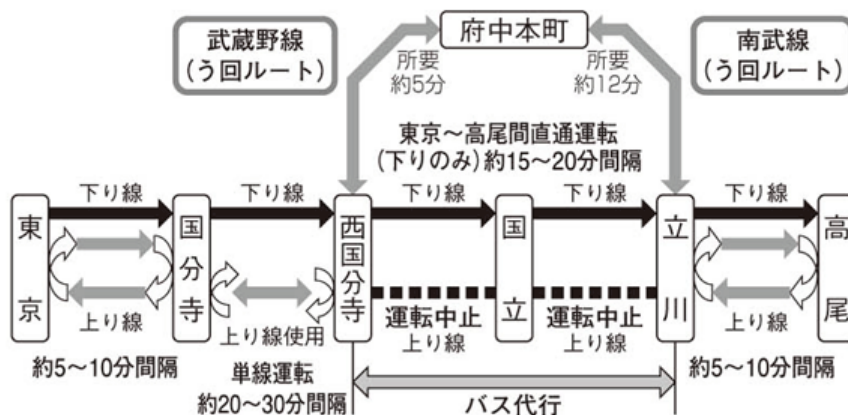 武蔵野線
(う回ルート)
府中本町
南武線
(う回ルート)
所要
約5分
所要
約12分
東京～高尾間直通運転
(下りのみ)約15～20分間隔
下り線
下り線
下り線
下り線
下り線
東京
国分寺
西国分寺
国立
立川
高尾
上り線
上り線使用
運転中止
上り線
運転中止
上り線
上り線
約5～10分間隔
単線運転
約20～30分間隔
約5～10分間隔
バス代行